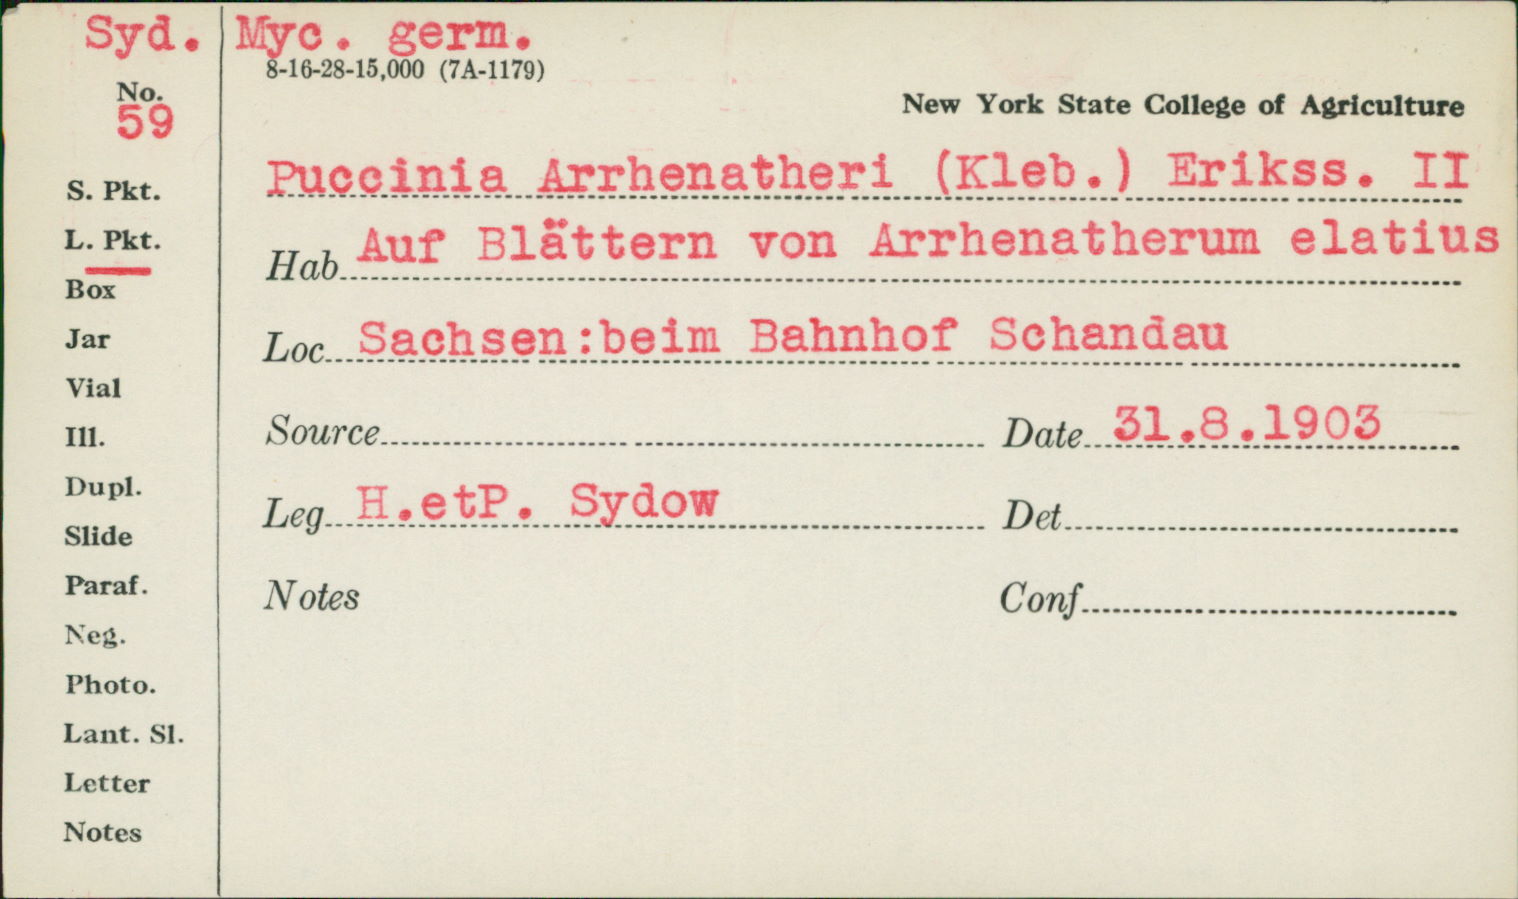 Syd. Myc. germ.
8-16-28-15,000 (7A-1179)
No.
59
New York State College of Agriculture
Puccinia Arrhenatheri (Kleb.) Erikss. II
Hab Auf Blättern von Arrhenatherum elatius
Loc Sachsen:beim Bahnhof Schandau
Source
Date 31.8.1903
Leg H.etP. Sydow
Det
Notes
Conf
S. Pkt.
L. Pkt.
Box
Jar
Vial
Ill.
Dupl.
Slide
Paraf.
Neg.
Photo.
Lant. Sl.
Letter
Notes